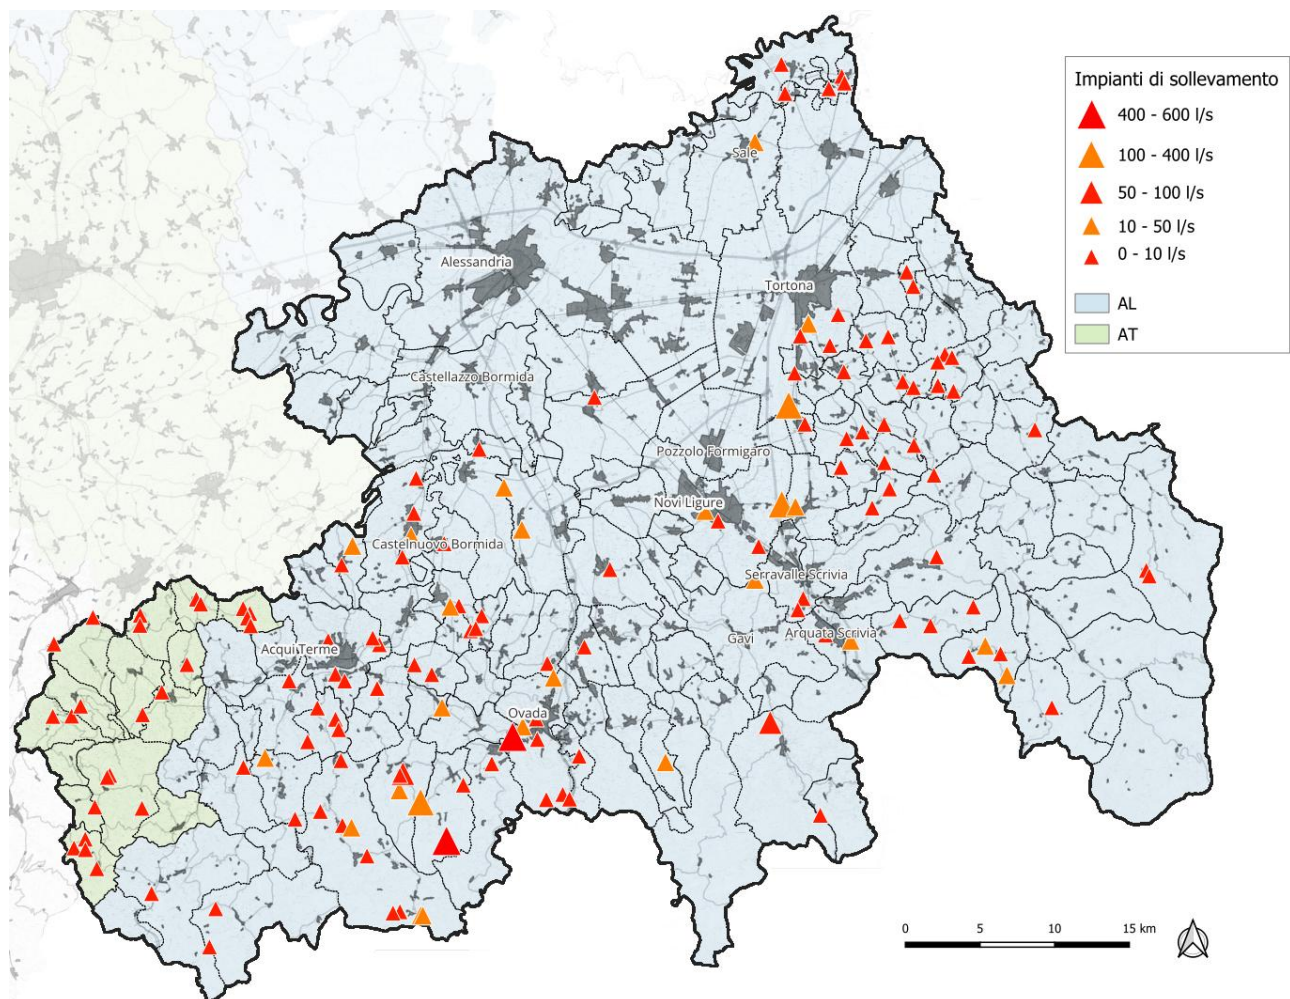 Impianti di sollevamento
400 - 600 l/s
100 - 400 l/s
50 - 100 l/s
10 - 50 l/s
0 - 10 l/s
AL
AT
Sale
Alessandria
Tortona
Castellazzo Bormida
Pozzolo Formigaro
Novi Ligure
Castelnuovo Bormida
Serravalle Scrivia
Gavi
Arquata Scrivia
Acqui Terme
Ovada
0 5 10 15 km